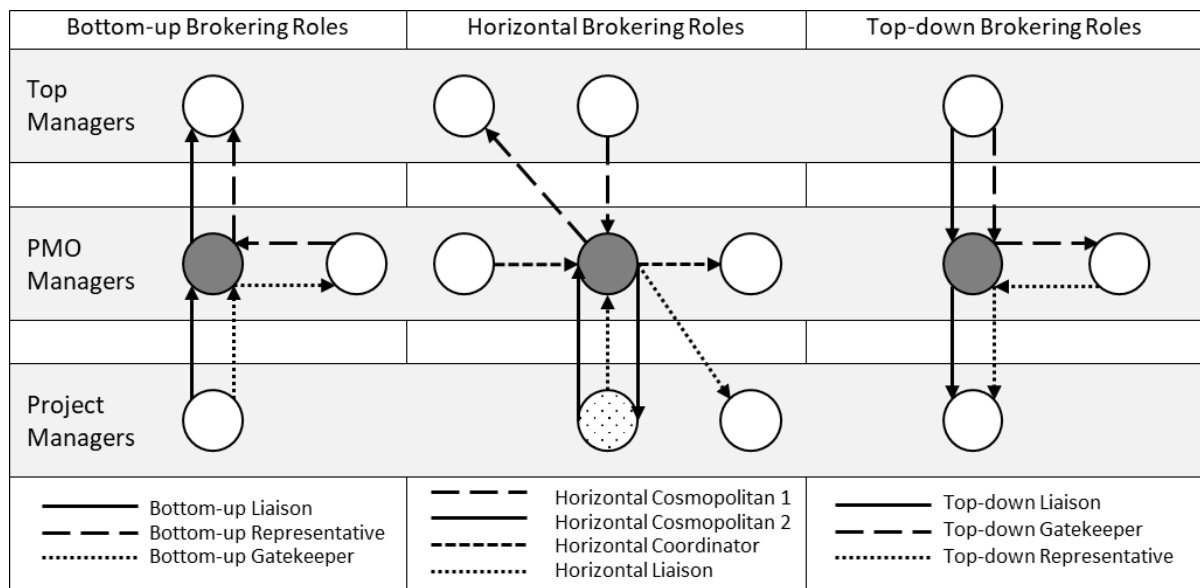 Bottom-up Brokering Roles
Horizontal Brokering Roles
Top-down Brokering Roles
Top
Managers
PMO
Managers
Project
Managers
Bottom-up Liaison
Bottom-up Representative
Bottom-up Gatekeeper
Horizontal Cosmopolitan 1
Horizontal Cosmopolitan 2
Horizontal Coordinator
Horizontal Liaison
Top-down Liaison
Top-down Gatekeeper
Top-down Representative